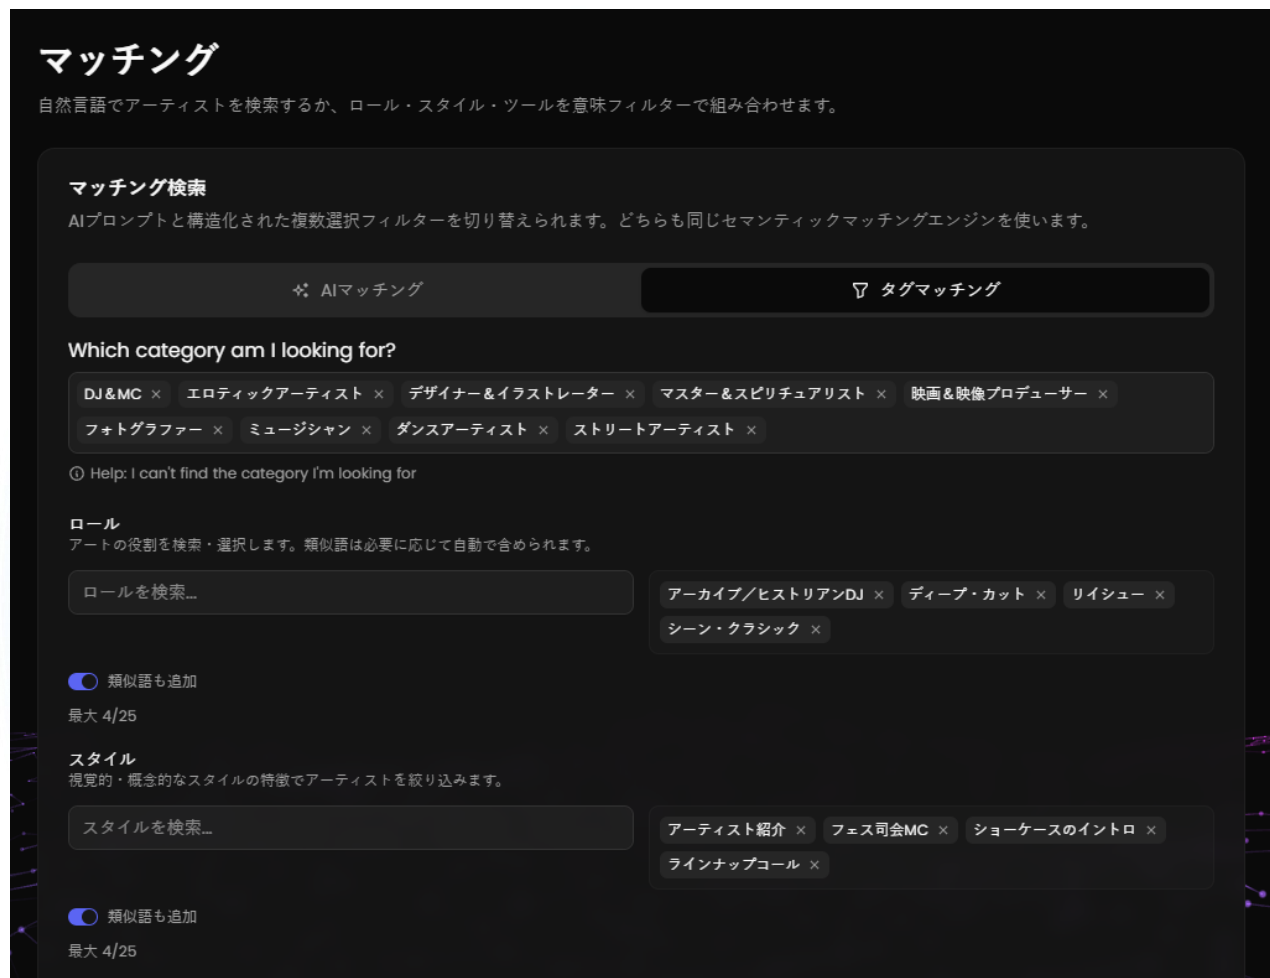 マッチング
自然言語でアーティストを検索するか、ロール・スタイル・ツールを意味フィルターで組み合わせます。
マッチング検索
AIプロンプトと構造化された複数選択フィルターを切り替えられます。どちらも同じセマンティックマッチングエンジンを使います。
AIマッチング タグマッチング
Which category am I looking for?
DJ&MC × エロティックアーティスト × デザイナー&イラストレーター × マスター&スピリチュアリスト × 映画&映像プロデューサー ×
フォトグラファー × ミュージシャン × ダンスアーティスト × ストリートアーティスト ×
Help: I can't find the category I'm looking for
ロール
アートの役割を検索・選択します。類似語は必要に応じて自動で含められます。
ロールを検索... アーカイブ/ヒストリアンDJ × ディープ・カット × リイシュー ×
シーン・クラシック ×
類似語も追加
最大 4/25
スタイル
視覚的・概念的なスタイルの特徴でアーティストを絞り込みます。
スタイルを検索... アーティスト紹介 × フェス司会MC × ショーケースのイントロ ×
ラインナップコール ×
類似語も追加
最大 4/25